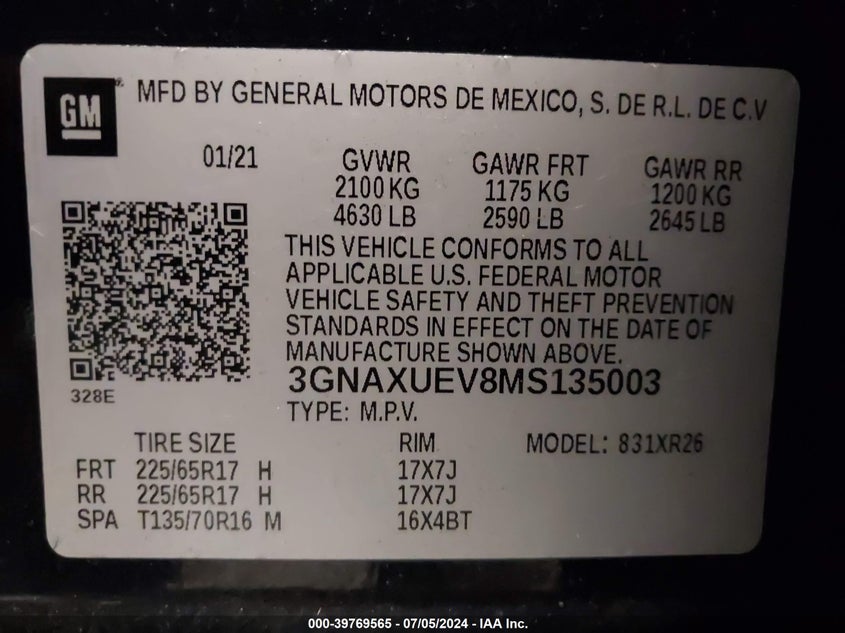 GM
MFD BY GENERAL MOTORS DE MEXICO, S. DE R.L. DE C.V
01/21 GVWR GAWR FRT GAWR RR
2100 KG 1175 KG 1200 KG
4630 LB 2590 LB 2645 LB
THIS VEHICLE CONFORMS TO ALL
APPLICABLE U.S. FEDERAL MOTOR
VEHICLE SAFETY AND THEFT PREVENTION
STANDARDS IN EFFECT ON THE DATE OF
MANUFACTURE SHOWN ABOVE.
3GNAXUEV8MS135003
328E
TYPE: M.P.V.
TIRE SIZE RIM MODEL: 831XR26
FRT 225/65R17 H 17X7J
RR 225/65R17 H 17X7J
SPA T135/70R16 M 16X4BT
000-39769565 - 07/05/2024 - IAA Inc.